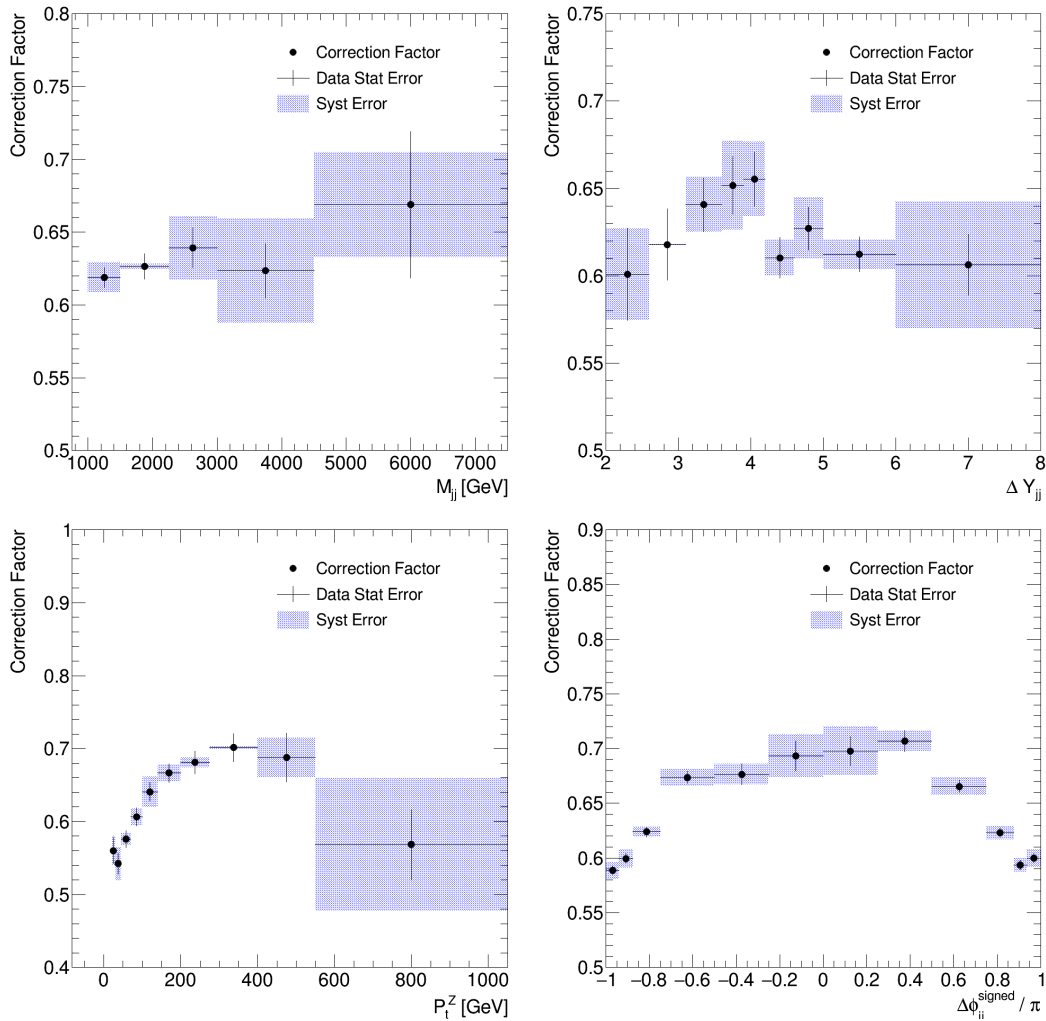 Correction Factor
0.8
0.75
0.7
0.65
0.6
0.55
0.5
Correction Factor
Data Stat Error
Syst Error
1000 2000 3000 4000 5000 6000 7000
M_jj [GeV]
Correction Factor
0.75
0.7
0.65
0.6
0.55
0.5
Correction Factor
Data Stat Error
Syst Error
2 3 4 5 6 7 8
Δ Y_jj
Correction Factor
1
0.9
0.8
0.7
0.6
0.5
0.4
Correction Factor
Data Stat Error
Syst Error
0 200 400 600 800 1000
P_t^Z [GeV]
Correction Factor
0.9
0.85
0.8
0.75
0.7
0.65
0.6
0.55
0.5
Correction Factor
Data Stat Error
Syst Error
−1 −0.8 −0.6 −0.4 −0.2 0 0.2 0.4 0.6 0.8 1
Δϕ_jj^signed / π